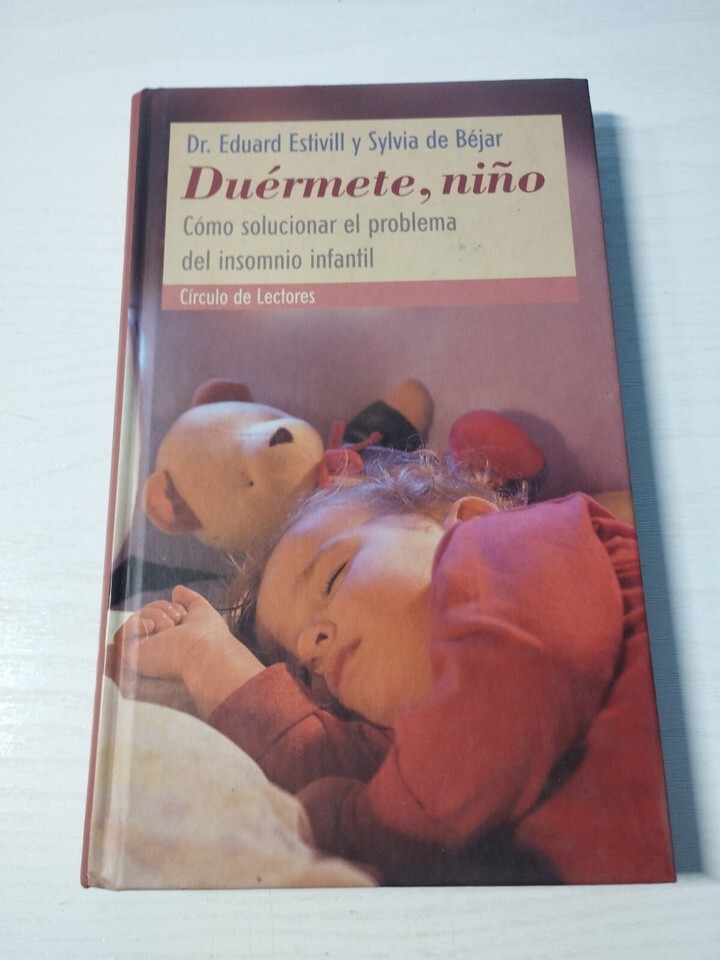 Dr. Eduard Estivill y Sylvia de Béjar
Duérmete, niño
Cómo solucionar el problema
del insomnio infantil
Círculo de Lectores